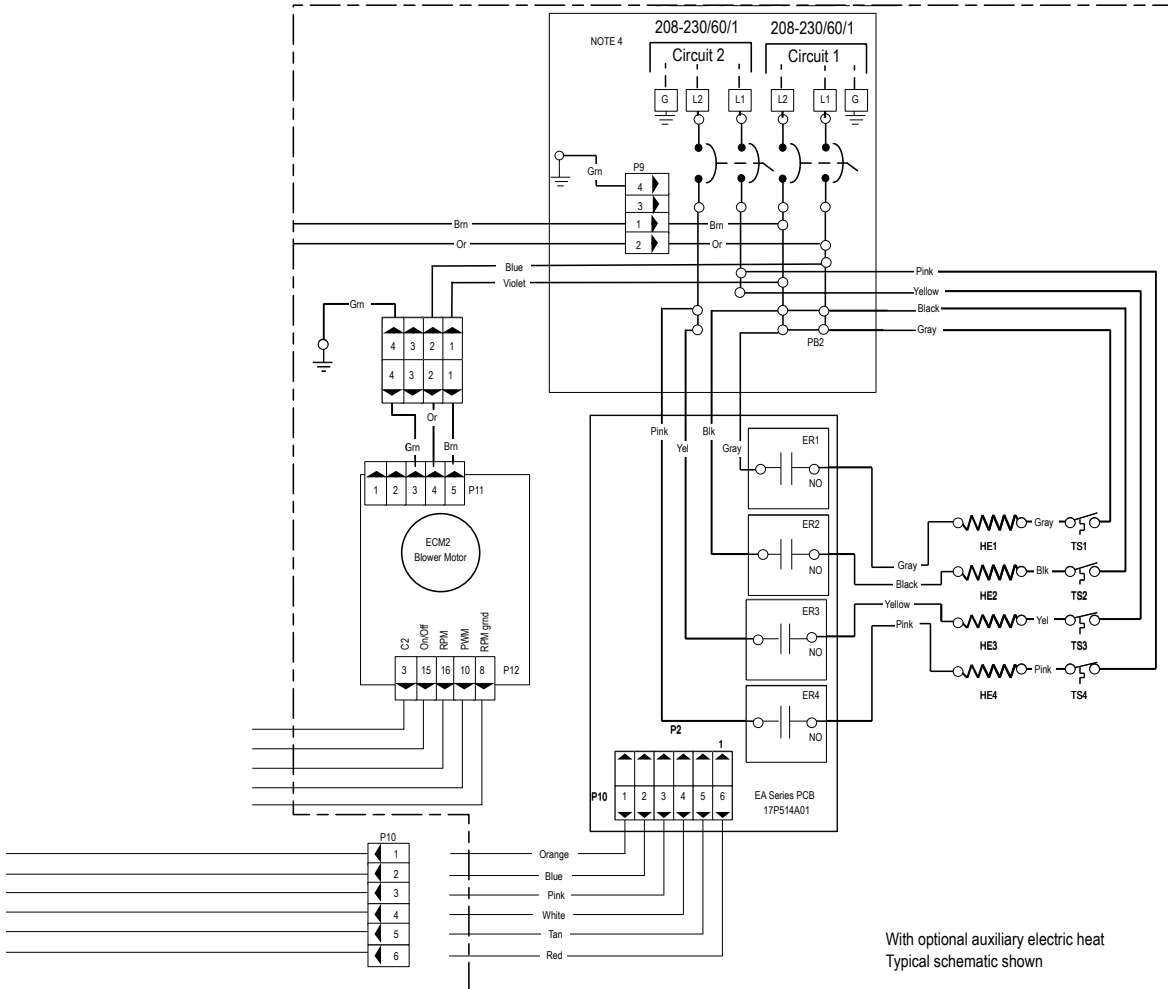 208-230/60/1 208-230/60/1
NOTE 4
Circuit 2 Circuit 1
G L2 L1 L2 L1 G
P9
Grn
4
3
Brn 1 Brn
Or 2 Or
Blue
Violet
Pink
Yellow
Black
Gray
PB2
Grn
4 3 2 1
4 3 2 1
Or
Grn Brn
1 2 3 4 5 P11
ECM2
Blower Motor
C2 On/Off RPM PWM RPM grnd
3 15 16 10 8 P12
Pink Blk
Yel Gray
ER1
NO
ER2
NO
ER3
NO
ER4
NO
Gray
Black
Yellow
Pink
Gray
HE1 TS1
Blk
HE2 TS2
Yel
HE3 TS3
Pink
HE4 TS4
P2
1
P10 1 2 3 4 5 6
EA Series PCB
17P514A01
P10
1 Orange
2 Blue
3 Pink
4 White
5 Tan
6 Red
With optional auxiliary electric heat
Typical schematic shown